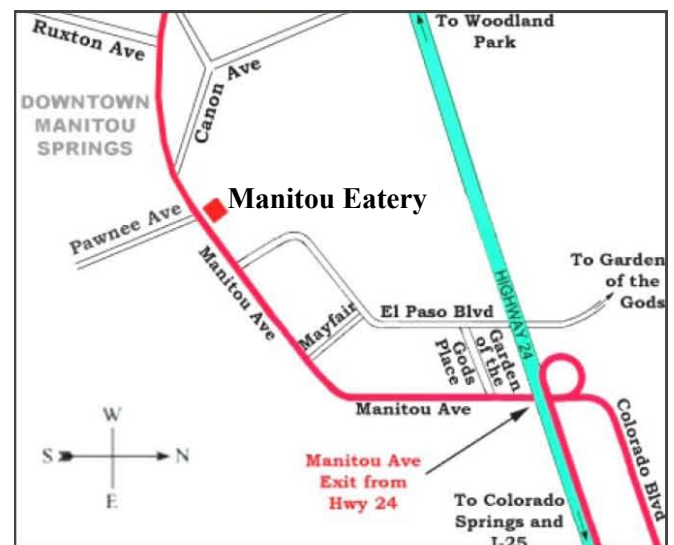 Ruxton Ave
To Woodland
Park
Canon Ave
DOWNTOWN
MANITOU
SPRINGS
Manitou Eatery
Pawnee Ave
Manitou Ave
To Garden
of the
Gods
HIGHWAY 24
El Paso Blvd
Mayfair
Garden
of the
Gods
Place
Manitou Ave
Colorado Blvd
W
S
N
E
Manitou Ave
Exit from
Hwy 24
To Colorado
Springs and
I-25